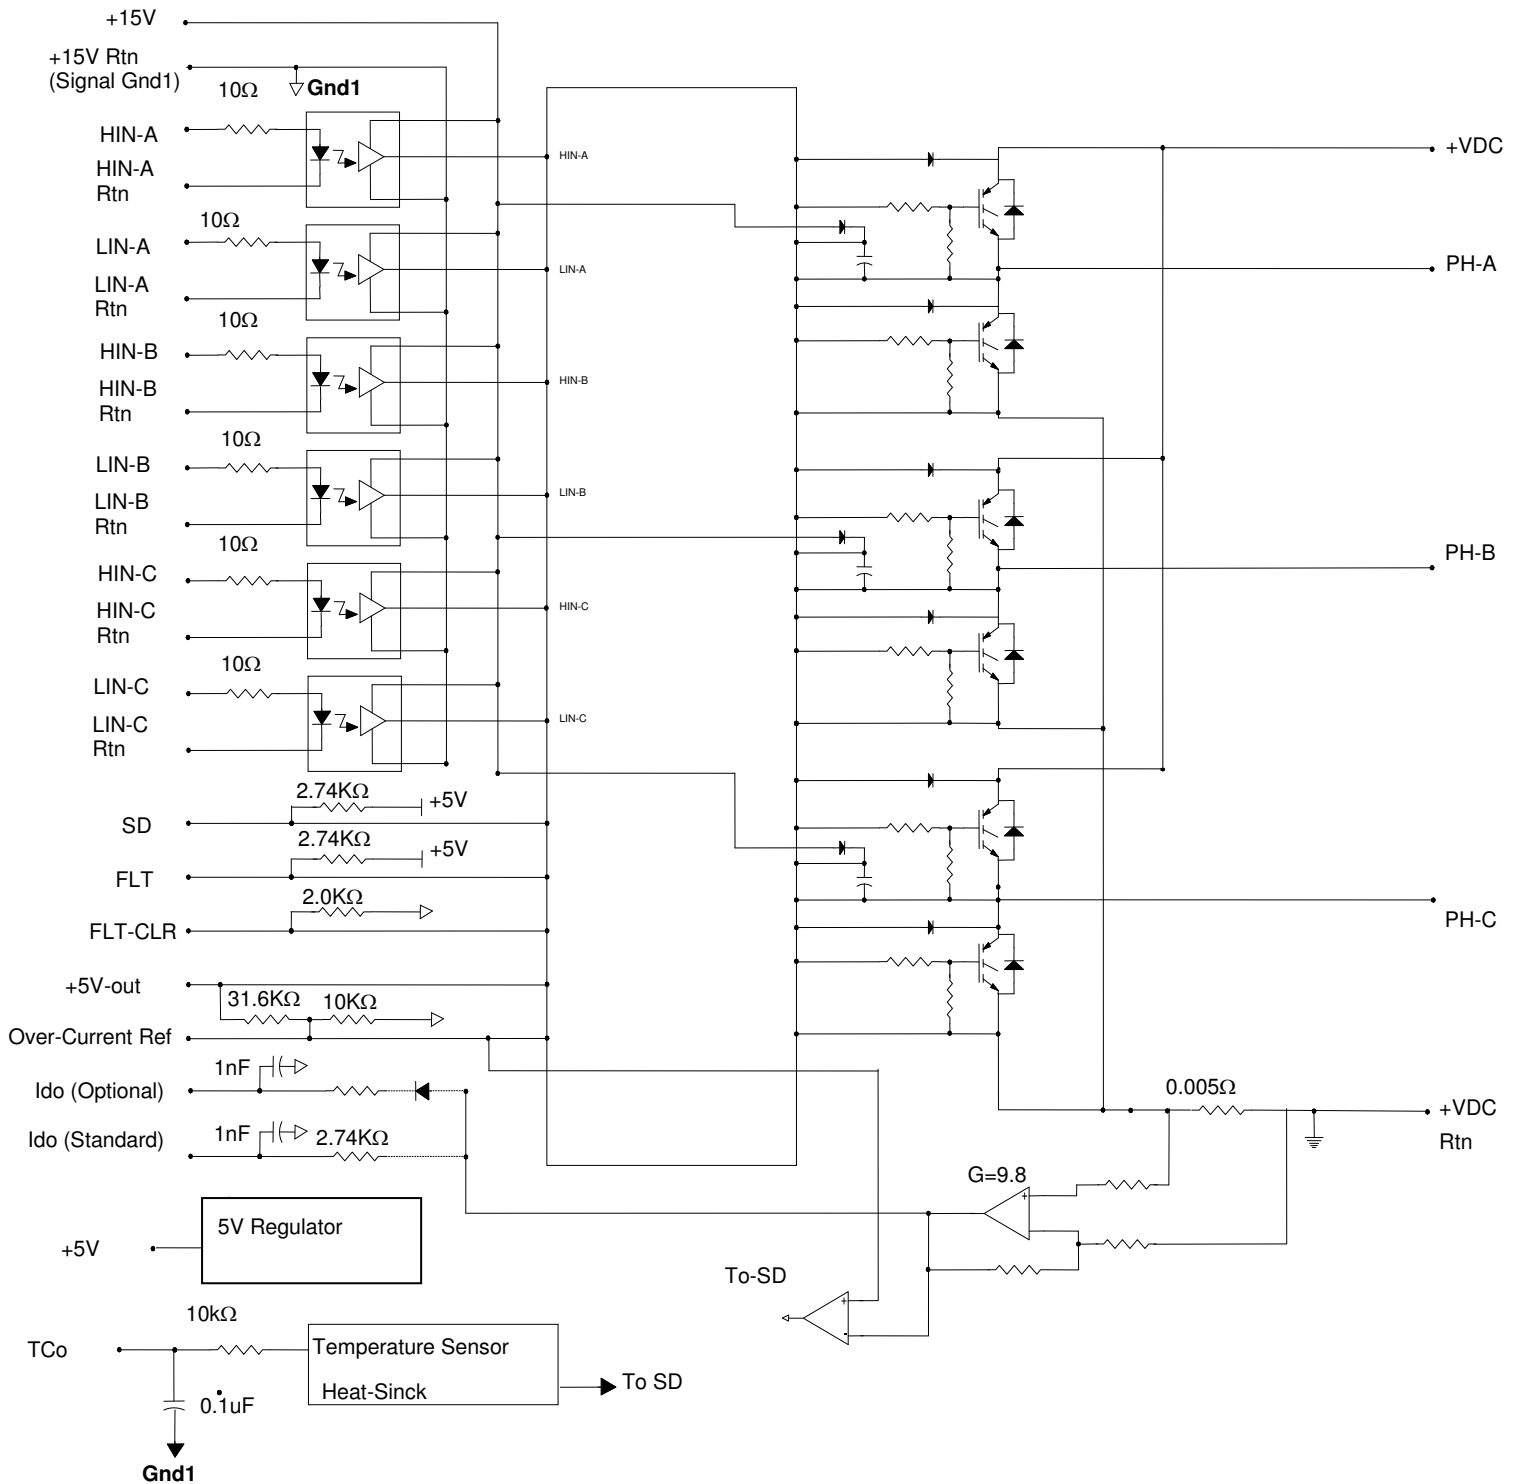 +15V
+15V Rtn
(Signal Gnd1)
10Ω
Gnd1
HIN-A
HIN-A
HIN-A
Rtn
10Ω
LIN-A
LIN-A
LIN-A
Rtn
10Ω
HIN-B
HIN-B
HIN-B
Rtn
10Ω
LIN-B
LIN-B
LIN-B
Rtn
10Ω
HIN-C
HIN-C
HIN-C
Rtn
10Ω
LIN-C
LIN-C
LIN-C
Rtn
2.74KΩ
+5V
SD
2.74KΩ
+5V
FLT
2.0KΩ
FLT-CLR
+5V-out
31.6KΩ
10KΩ
Over-Current Ref
1nF
Ido (Optional)
1nF
2.74KΩ
Ido (Standard)
5V Regulator
+5V
10kΩ
TCo
Temperature Sensor
Heat-Sinck
To SD
0.1uF
Gnd1
+VDC
PH-A
PH-B
PH-C
0.005Ω
+VDC
Rtn
G=9.8
+
To-SD
+
-